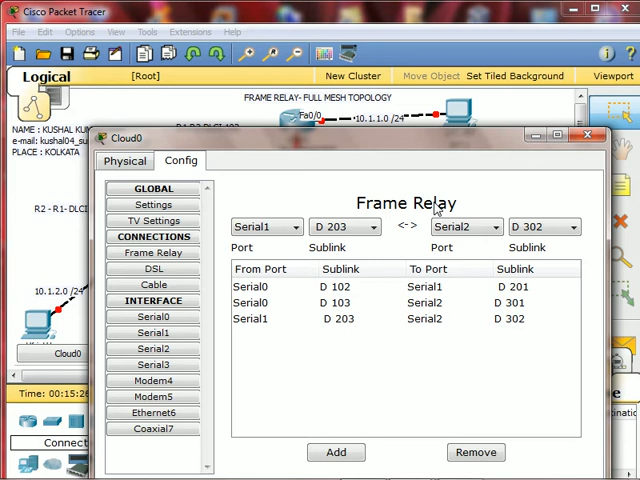 Cisco Packet Tracer
File Edit Options View Tools Extensions Help
Logical [Root] New Cluster Move Object Set Tiled Background Viewport
FRAME RELAY- FULL MESH TOPOLOGY
Fa0/0
10.1.1.0 /24
NAME : KUSHAL
e-mail: kushal04_su
PLACE : KOLKATA
R2 - R1- DLCI
10.1.2.0 /24
Cloud0
Time: 00:15:26
Connec
Cloud0
Physical Config
GLOBAL
Settings
TV Settings
CONNECTIONS
Frame Relay
DSL
Cable
INTERFACE
Serial0
Serial1
Serial2
Serial3
Modem4
Modem5
Ethernet6
Coaxial7
Frame Relay
Serial1 D 203 <-> Serial2 D 302
Port Sublink Port Sublink
From Port Sublink To Port Sublink
Serial0 D 102 Serial1 D 201
Serial0 D 103 Serial2 D 301
Serial1 D 203 Serial2 D 302
Add Remove